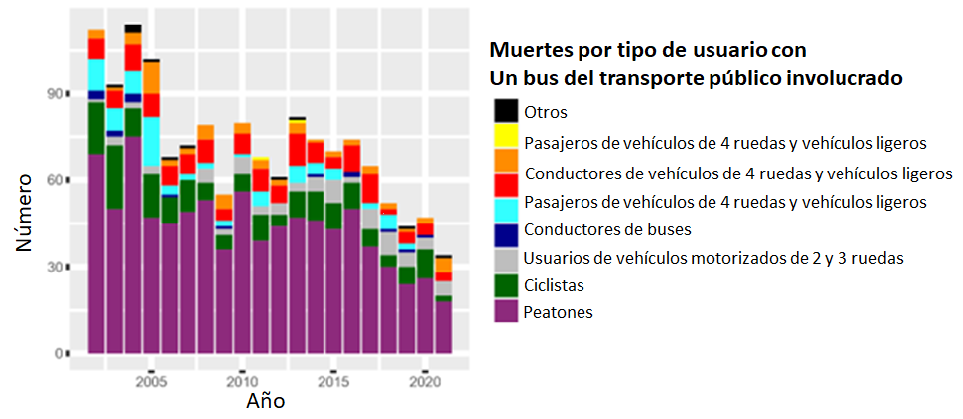 Muertes por tipo de usuario con
Un bus del transporte público involucrado
Otros
Pasajeros de vehículos de 4 ruedas y vehículos ligeros
Conductores de vehículos de 4 ruedas y vehículos ligeros
Pasajeros de vehículos de 4 ruedas y vehículos ligeros
Conductores de buses
Usuarios de vehículos motorizados de 2 y 3 ruedas
Ciclistas
Peatones
Número
90
60
30
0
2005 2010 2015 2020
Año